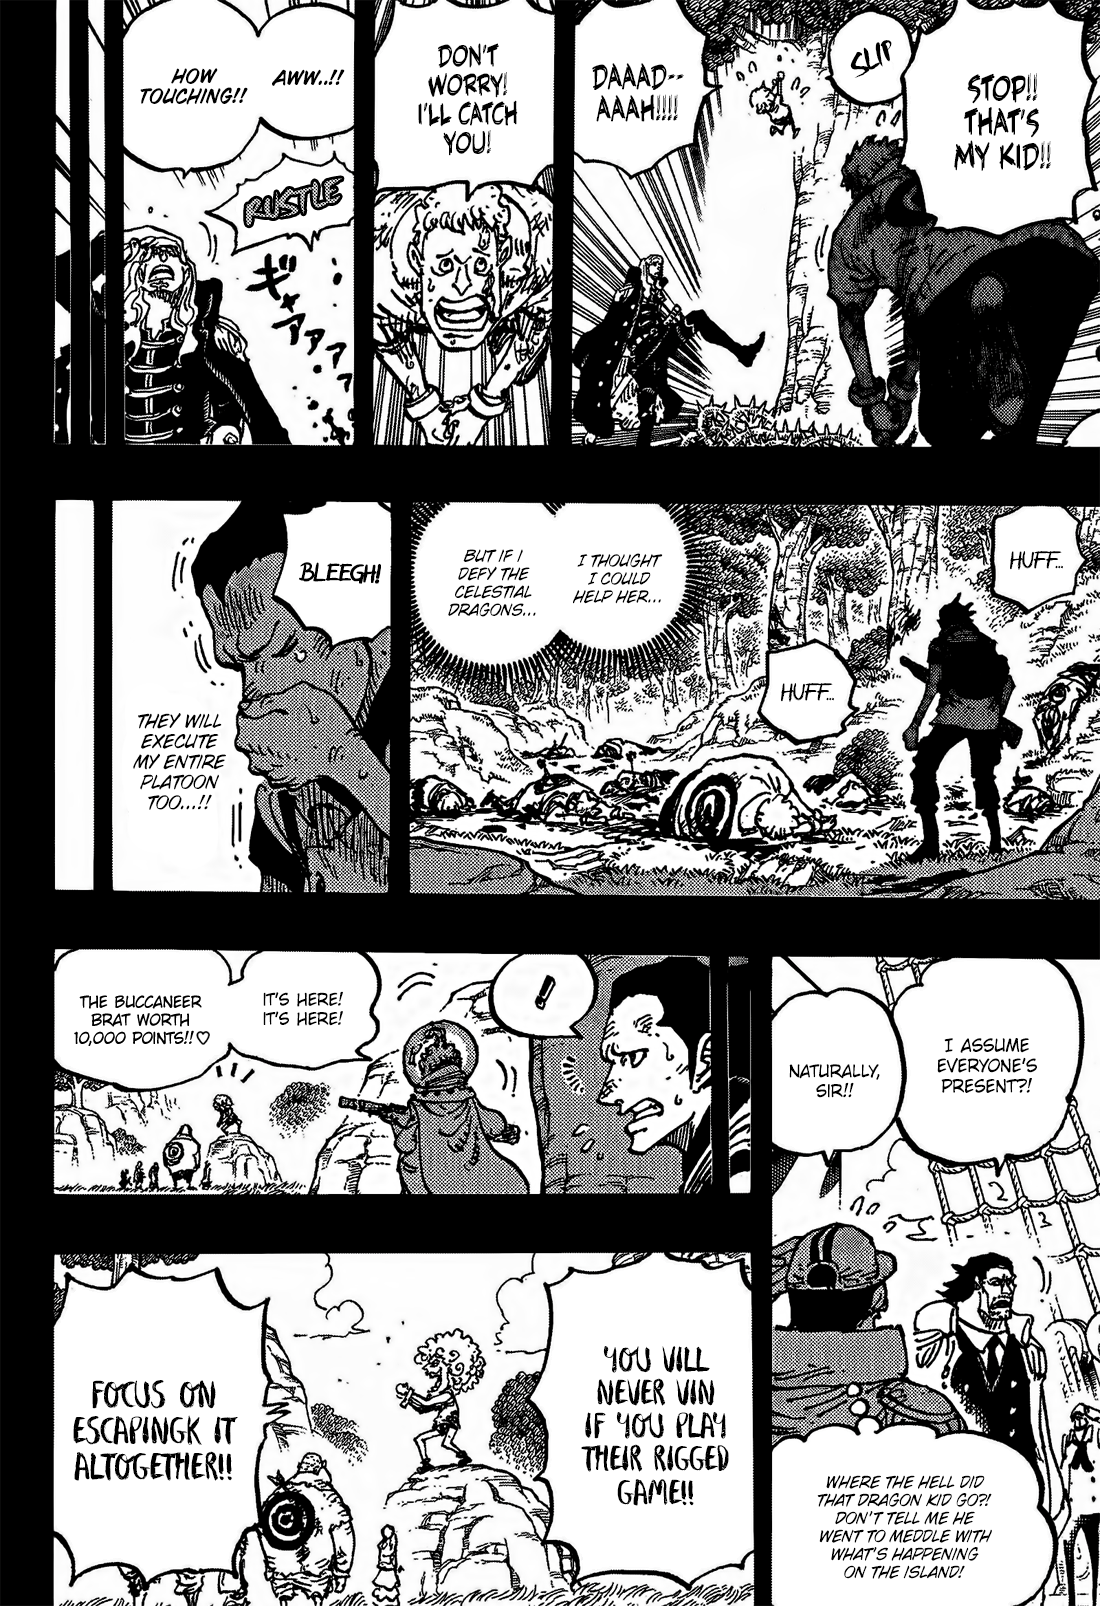 STOP!!
THAT'S
MY KID!!
SLIP
DAAAD--
AAAH!!!!
DON'T
WORRY!
I'LL CATCH
YOU!
AWW..!!
HOW
TOUCHING!!
RUSTLE
ギャアアア
HUFF...
HUFF...
I THOUGHT
I COULD
HELP HER...
BUT IF I
DEFY THE
CELESTIAL
DRAGONS...
BLEEGH!
THEY WILL
EXECUTE
MY ENTIRE
PLATOON
TOO...!!
I ASSUME
EVERYONE'S
PRESENT?!
NATURALLY,
SIR!!
2
3
WHERE THE HELL DID
THAT DRAGON KID GO?!
DON'T TELL ME HE
WENT TO MEDDLE WITH
WHAT'S HAPPENING
ON THE ISLAND!
!
IT'S HERE!
IT'S HERE!
THE BUCCANEER
BRAT WORTH
10,000 POINTS!!♡
YOU VILL
NEVER VIN
IF YOU PLAY
THEIR RIGGED
GAME!!
FOCUS ON
ESCAPINGK IT
ALTOGETHER!!